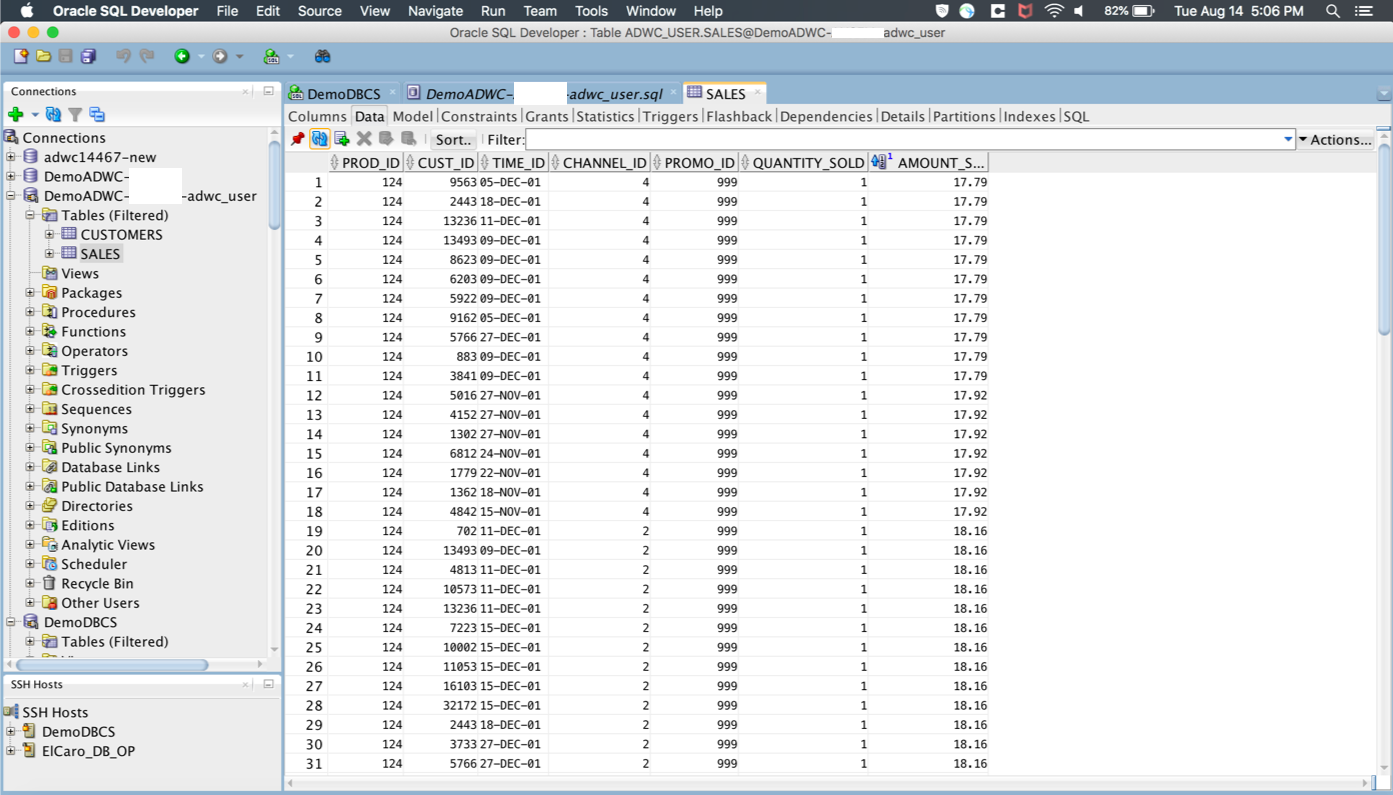 Oracle SQL Developer File Edit Source View Navigate Run Team Tools Window Help 82% Tue Aug 14 5:06 PM
Oracle SQL Developer : Table ADWC_USER.SALES@DemoADWC- adwc_user
Connections
Connections
adwc14467-new
DemoADWC-
DemoADWC- -adwc_user
Tables (Filtered)
CUSTOMERS
SALES
Views
Packages
Procedures
Functions
Operators
Triggers
Crossedition Triggers
Sequences
Synonyms
Public Synonyms
Database Links
Public Database Links
Directories
Editions
Analytic Views
Scheduler
Recycle Bin
Other Users
DemoDBCS
Tables (Filtered)
SSH Hosts
SSH Hosts
DemoDBCS
ElCaro_DB_OP
DemoDBCS DemoADWC- -adwc_user.sql SALES
Columns Data Model Constraints Grants Statistics Triggers Flashback Dependencies Details Partitions Indexes SQL
Sort.. Filter: Actions...
PROD_ID CUST_ID TIME_ID CHANNEL_ID PROMO_ID QUANTITY_SOLD 1 AMOUNT_S...
1 124 9563 05-DEC-01 4 999 1 17.79
2 124 2443 18-DEC-01 4 999 1 17.79
3 124 13236 11-DEC-01 4 999 1 17.79
4 124 13493 09-DEC-01 4 999 1 17.79
5 124 8623 09-DEC-01 4 999 1 17.79
6 124 6203 09-DEC-01 4 999 1 17.79
7 124 5922 09-DEC-01 4 999 1 17.79
8 124 9162 05-DEC-01 4 999 1 17.79
9 124 5766 27-DEC-01 4 999 1 17.79
10 124 883 09-DEC-01 4 999 1 17.79
11 124 3841 09-DEC-01 4 999 1 17.79
12 124 5016 27-NOV-01 4 999 1 17.92
13 124 4152 27-NOV-01 4 999 1 17.92
14 124 1302 27-NOV-01 4 999 1 17.92
15 124 6812 24-NOV-01 4 999 1 17.92
16 124 1779 22-NOV-01 4 999 1 17.92
17 124 1362 18-NOV-01 4 999 1 17.92
18 124 4842 15-NOV-01 4 999 1 17.92
19 124 702 11-DEC-01 2 999 1 18.16
20 124 13493 09-DEC-01 2 999 1 18.16
21 124 4813 11-DEC-01 2 999 1 18.16
22 124 10573 11-DEC-01 2 999 1 18.16
23 124 13236 11-DEC-01 2 999 1 18.16
24 124 7223 15-DEC-01 2 999 1 18.16
25 124 10002 15-DEC-01 2 999 1 18.16
26 124 11053 15-DEC-01 2 999 1 18.16
27 124 16103 15-DEC-01 2 999 1 18.16
28 124 32172 15-DEC-01 2 999 1 18.16
29 124 2443 18-DEC-01 2 999 1 18.16
30 124 3733 27-DEC-01 2 999 1 18.16
31 124 5766 27-DEC-01 2 999 1 18.16